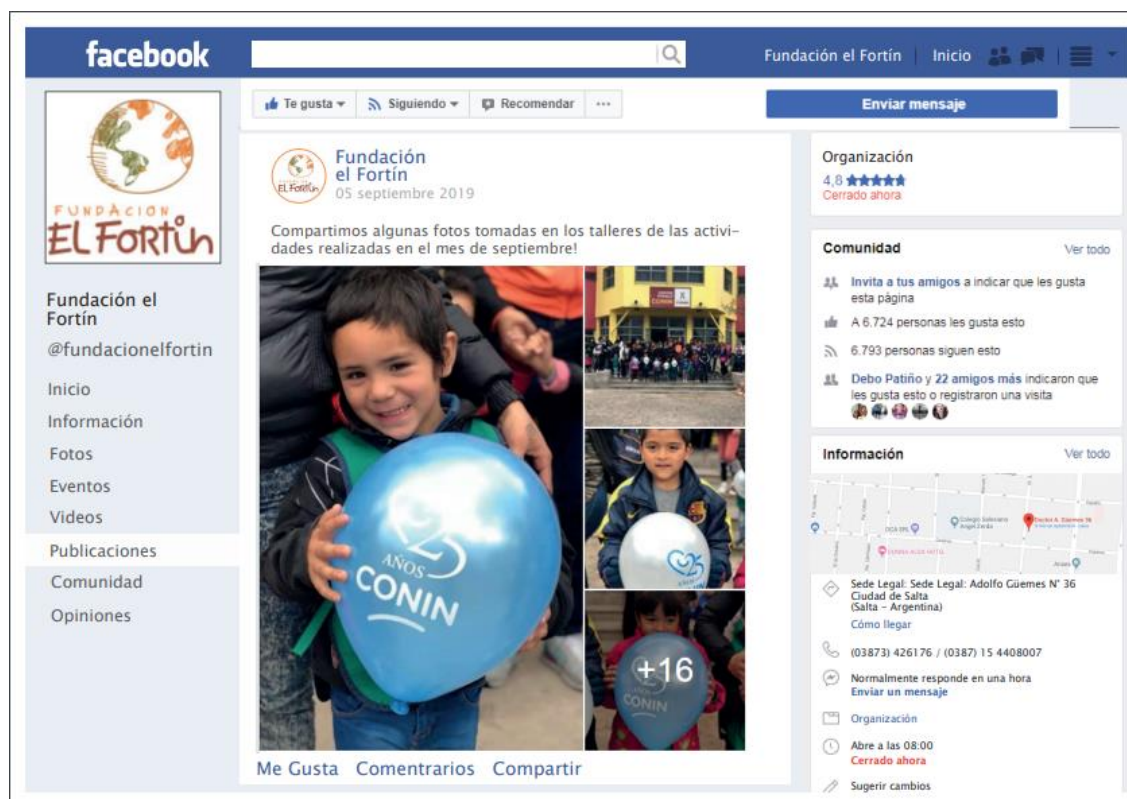 facebook
Fundación el Fortín
Inicio
Te gusta
Siguiendo
Recomendar
Enviar mensaje
FUNDACION
EL FORTÍN
Fundación el
Fortín
@fundacionelfortin
Inicio
Información
Fotos
Eventos
Videos
Publicaciones
Comunidad
Opiniones
EL FORTÍN
Fundación
el Fortín
05 septiembre 2019
Compartimos algunas fotos tomadas en los talleres de las activi-
dades realizadas en el mes de septiembre!
25
AÑOS
CONIN
CONIN
25
+16
CONIN
Me Gusta Comentrarios Compartir
Organización
4,8
Cerrado ahora
Comunidad
Ver todo
Invita a tus amigos a indicar que les gusta
esta página
A 6.724 personas les gusta esto
6.793 personas siguen esto
Debo Patiño y 22 amigos más indicaron que
les gusta esto o registraron una visita
Información
Ver todo
Sede Legal: Sede Legal: Adolfo Güemes N° 36
Ciudad de Salta
(Salta – Argentina)
Cómo llegar
(03873) 426176 / (0387) 15 4408007
Normalmente responde en una hora
Enviar un mensaje
Organización
Abre a las 08:00
Cerrado ahora
Sugerir cambios